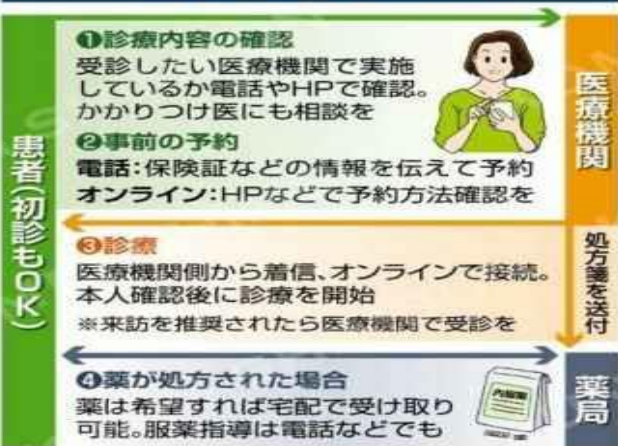 ❶診療内容の確認
受診したい医療機関で実施
しているか電話やHPで確認。
かかりつけ医にも相談を
❷事前の予約
電話:保険証などの情報を伝えて予約
オンライン:HPなどで予約方法確認を
患者(初診もOK)
医療機関
❸診療
医療機関側から着信、オンラインで接続。
本人確認後に診療を開始
※来訪を推奨されたら医療機関で受診を
処方箋を送付
❹薬が処方された場合
薬は希望すれば宅配で受け取り
可能。服薬指導は電話などでも
内服薬
薬局